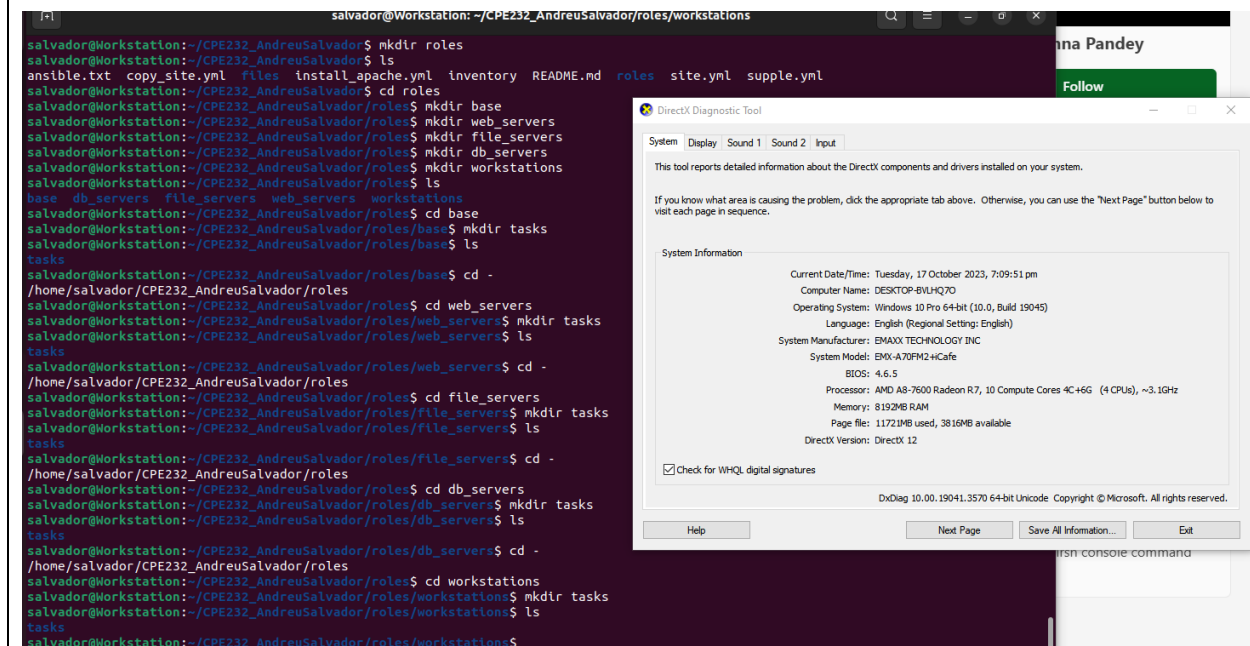 salvador@Workstation: ~/CPE232_AndreuSalvador/roles/workstations
salvador@Workstation:~/CPE232_AndreuSalvador$ mkdir roles
salvador@Workstation:~/CPE232_AndreuSalvador$ ls
ansible.txt copy_site.yml files install_apache.yml inventory README.md roles site.yml supple.yml
salvador@Workstation:~/CPE232_AndreuSalvador$ cd roles
salvador@Workstation:~/CPE232_AndreuSalvador/roles$ mkdir base
salvador@Workstation:~/CPE232_AndreuSalvador/roles$ mkdir web_servers
salvador@Workstation:~/CPE232_AndreuSalvador/roles$ mkdir file_servers
salvador@Workstation:~/CPE232_AndreuSalvador/roles$ mkdir db_servers
salvador@Workstation:~/CPE232_AndreuSalvador/roles$ mkdir workstations
salvador@Workstation:~/CPE232_AndreuSalvador/roles$ ls
base db_servers file_servers web_servers workstations
salvador@Workstation:~/CPE232_AndreuSalvador/roles$ cd base
salvador@Workstation:~/CPE232_AndreuSalvador/roles/base$ mkdir tasks
salvador@Workstation:~/CPE232_AndreuSalvador/roles/base$ ls
tasks
salvador@Workstation:~/CPE232_AndreuSalvador/roles/base$ cd -
/home/salvador/CPE232_AndreuSalvador/roles
salvador@Workstation:~/CPE232_AndreuSalvador/roles$ cd web_servers
salvador@Workstation:~/CPE232_AndreuSalvador/roles/web_servers$ mkdir tasks
salvador@Workstation:~/CPE232_AndreuSalvador/roles/web_servers$ ls
tasks
salvador@Workstation:~/CPE232_AndreuSalvador/roles/web_servers$ cd -
/home/salvador/CPE232_AndreuSalvador/roles
salvador@Workstation:~/CPE232_AndreuSalvador/roles$ cd file_servers
salvador@Workstation:~/CPE232_AndreuSalvador/roles/file_servers$ mkdir tasks
salvador@Workstation:~/CPE232_AndreuSalvador/roles/file_servers$ ls
tasks
salvador@Workstation:~/CPE232_AndreuSalvador/roles/file_servers$ cd -
/home/salvador/CPE232_AndreuSalvador/roles
salvador@Workstation:~/CPE232_AndreuSalvador/roles$ cd db_servers
salvador@Workstation:~/CPE232_AndreuSalvador/roles/db_servers$ mkdir tasks
salvador@Workstation:~/CPE232_AndreuSalvador/roles/db_servers$ ls
tasks
salvador@Workstation:~/CPE232_AndreuSalvador/roles/db_servers$ cd -
/home/salvador/CPE232_AndreuSalvador/roles
salvador@Workstation:~/CPE232_AndreuSalvador/roles$ cd workstations
salvador@Workstation:~/CPE232_AndreuSalvador/roles/workstations$ mkdir tasks
salvador@Workstation:~/CPE232_AndreuSalvador/roles/workstations$ ls
tasks
salvador@Workstation:~/CPE232_AndreuSalvador/roles/workstations$
Pandey
Follow
DirectX Diagnostic Tool
System Display Sound 1 Sound 2 Input
This tool reports detailed information about the DirectX components and drivers installed on your system.
If you know what area is causing the problem, click the appropriate tab above. Otherwise, you can use the "Next Page" button below to
visit each page in sequence.
System Information
Current Date/Time: Tuesday, 17 October 2023, 7:09:51 pm
Computer Name: DESKTOP-BVLHQ7O
Operating System: Windows 10 Pro 64-bit (10.0, Build 19045)
Language: English (Regional Setting: English)
System Manufacturer: EMAXX TECHNOLOGY INC
System Model: EMX-A70FM2+iCafe
BIOS: 4.6.5
Processor: AMD A8-7600 Radeon R7, 10 Compute Cores 4C+6G (4 CPUs), ~3.1GHz
Memory: 8192MB RAM
Page file: 11721MB used, 3816MB available
DirectX Version: DirectX 12
Check for WHQL digital signatures
DxDiag 10.00.19041.3570 64-bit Unicode Copyright © Microsoft. All rights reserved.
Help Next Page Save All Information... Exit
console command